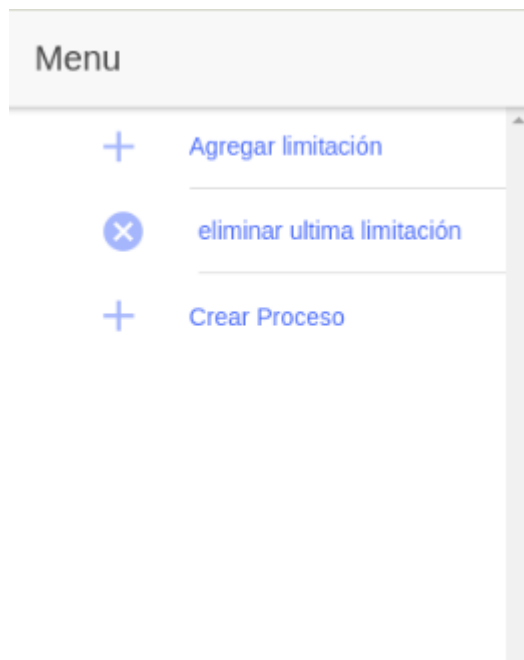 Menu
Agregar limitación
eliminar ultima limitación
Crear Proceso